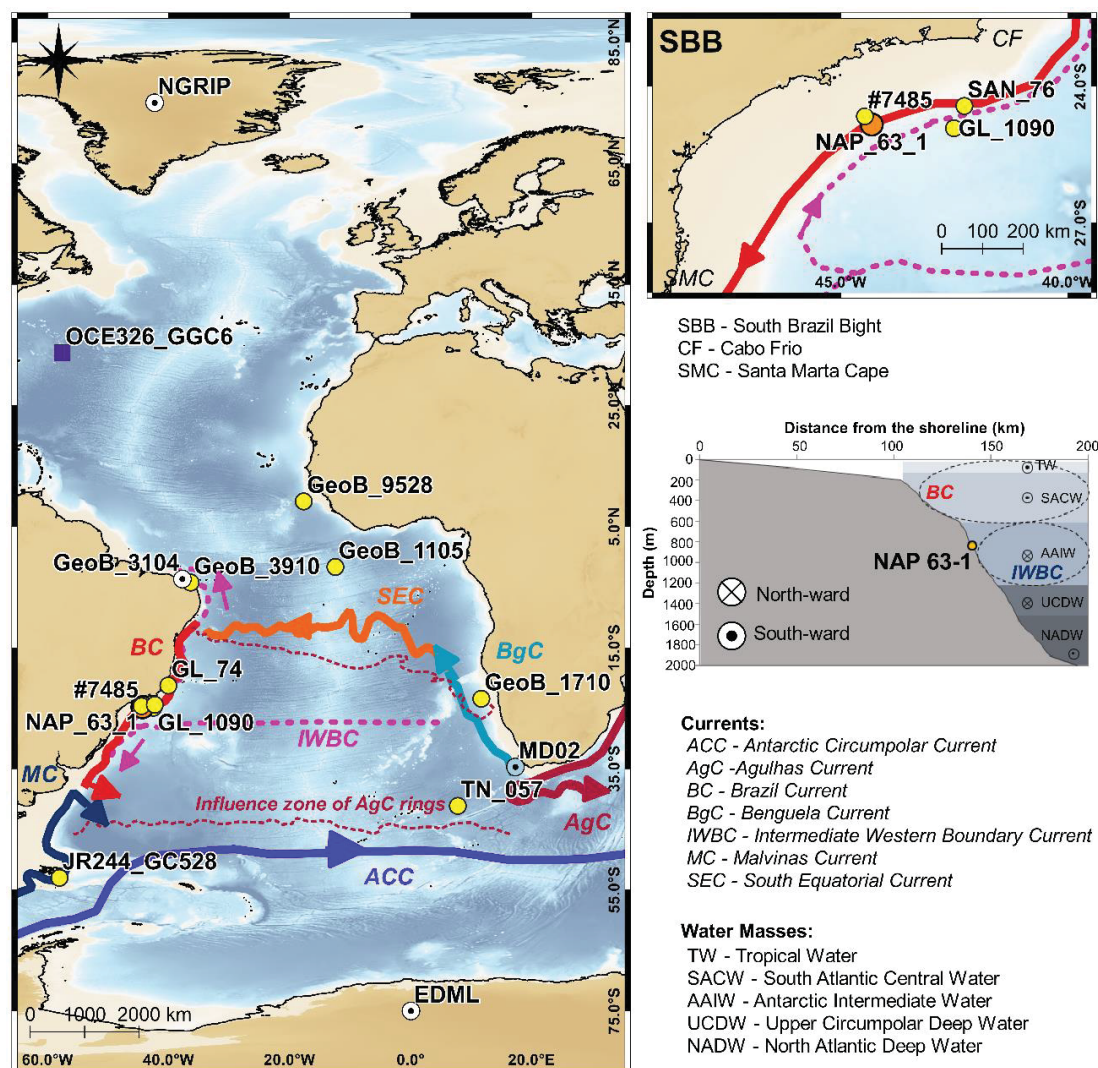 NGRIP
OCE326_GGC6
GeoB_9528
GeoB_1105
GeoB_3104
GeoB_3910
SEC
BC
BgC
GL_74
GeoB_1710
#7485
NAP_63_1
GL_1090
IWBC
MD02
MC
TN_057
Influence zone of AgC rings
AgC
JR244_GC528
ACC
EDML
0 1000 2000 km
60.0°W 40.0°W 20.0°W 0.0° 20.0°E
85.0°N
65.0°N
45.0°N
25.0°N
5.0°N
15.0°S
35.0°S
55.0°S
75.0°S
SBB
CF
SAN_76
#7485
NAP_63_1
GL_1090
0 100 200 km
SMC
45.0°W 40.0°W
24.0°S
27.0°S
SBB - South Brazil Bight
CF - Cabo Frio
SMC - Santa Marta Cape
Distance from the shoreline (km)
0 50 100 150 200
Depth (m)
0
200
400
600
800
1000
1200
1400
1600
1800
2000
TW
BC
SACW
NAP 63-1
AAIW
IWBC
UCDW
NADW
North-ward
South-ward
Currents:
ACC - Antarctic Circumpolar Current
AgC -Agulhas Current
BC - Brazil Current
BgC - Benguela Current
IWBC - Intermediate Western Boundary Current
MC - Malvinas Current
SEC - South Equatorial Current
Water Masses:
TW - Tropical Water
SACW - South Atlantic Central Water
AAIW - Antarctic Intermediate Water
UCDW - Upper Circumpolar Deep Water
NADW - North Atlantic Deep Water